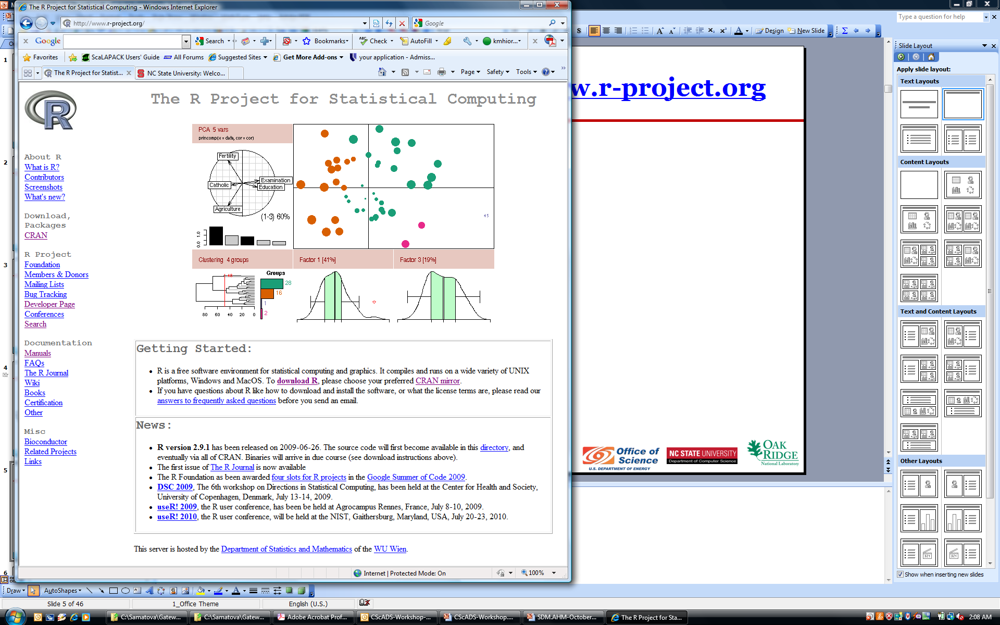 The R Project for Statistical Computing - Windows Internet Explorer
http://www.r-project.org/
Google
Google
Search
Bookmarks
Check
AutoFill
kmhior...
Favorites
ScaLAPACK Users' Guide
All Forums
Suggested Sites
Get More Add-ons
your application - Admiss...
The R Project for Statist...
NC State University: Welco...
Page
Safety
Tools
The R Project for Statistical Computing
R
About R
What is R?
Contributors
Screenshots
What's new?
Download,
Packages
CRAN
R Project
Foundation
Members & Donors
Mailing Lists
Bug Tracking
Developer Page
Conferences
Search
Documentation
Manuals
FAQs
The R Journal
Wiki
Books
Certification
Other
Misc
Bioconductor
Related Projects
Links
PCA 5 vars
princomp(x = data, cor = cor)
Fertility
Examination
Catholic
Education
Agriculture
(1-3) 60%
0.0 1.0
45
Clustering 4 groups
Factor 1 [41%]
Factor 3 [19%]
Groups
28
16
1
2
80 60 40 20 0
Getting Started:
R is a free software environment for statistical computing and graphics. It compiles and runs on a wide variety of UNIX
platforms, Windows and MacOS. To download R, please choose your preferred CRAN mirror.
If you have questions about R like how to download and install the software, or what the license terms are, please read our
answers to frequently asked questions before you send an email.
News:
R version 2.9.1 has been released on 2009-06-26. The source code will first become available in this directory, and
eventually via all of CRAN. Binaries will arrive in due course (see download instructions above).
The first issue of The R Journal is now available
The R Foundation as been awarded four slots for R projects in the Google Summer of Code 2009.
DSC 2009, The 6th workshop on Directions in Statistical Computing, has been held at the Center for Health and Society,
University of Copenhagen, Denmark, July 13-14, 2009.
useR! 2009, the R user conference, has been be held at Agrocampus Rennes, France, July 8-10, 2009.
useR! 2010, the R user conference, will be held at the NIST, Gaithersburg, Maryland, USA, July 20-23, 2010.
This server is hosted by the Department of Statistics and Mathematics of the WU Wien.
Internet | Protected Mode: On
100%
1
2
3
4
5
6
Type a question for help
Design
New Slide
w.r-project.org
Office of
Science
U.S. DEPARTMENT OF ENERGY
NC STATE UNIVERSITY
Department of Computer Science
OAK
RIDGE
National Laboratory
Slide Layout
Apply slide layout:
Text Layouts
Content Layouts
Text and Content Layouts
Other Layouts
Show when inserting new slides
Draw
AutoShapes
Slide 5 of 46
1_Office Theme
English (U.S.)
C:\Samatova\Gatew...
C:\Samatova\Gatew...
Adobe Acrobat Prof...
CScADS-Workshop-...
CScADS-Workshop....
SDM.AHM-October...
The R Project for Sta...
2:08 AM